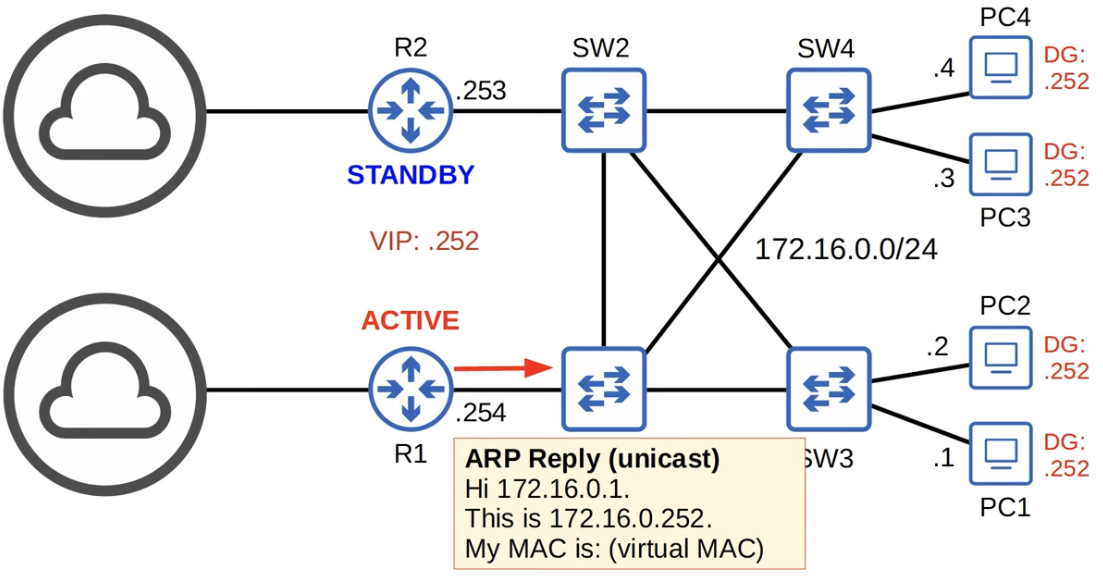 PC4
R2
SW2
SW4
.4
DG:
.252
.253
STANDBY
.3
DG:
.252
PC3
VIP: .252
172.16.0.0/24
ACTIVE
PC2
.2
DG:
.252
.254
R1
ARP Reply (unicast)
Hi 172.16.0.1.
This is 172.16.0.252.
My MAC is: (virtual MAC)
SW3
.1
DG:
.252
PC1